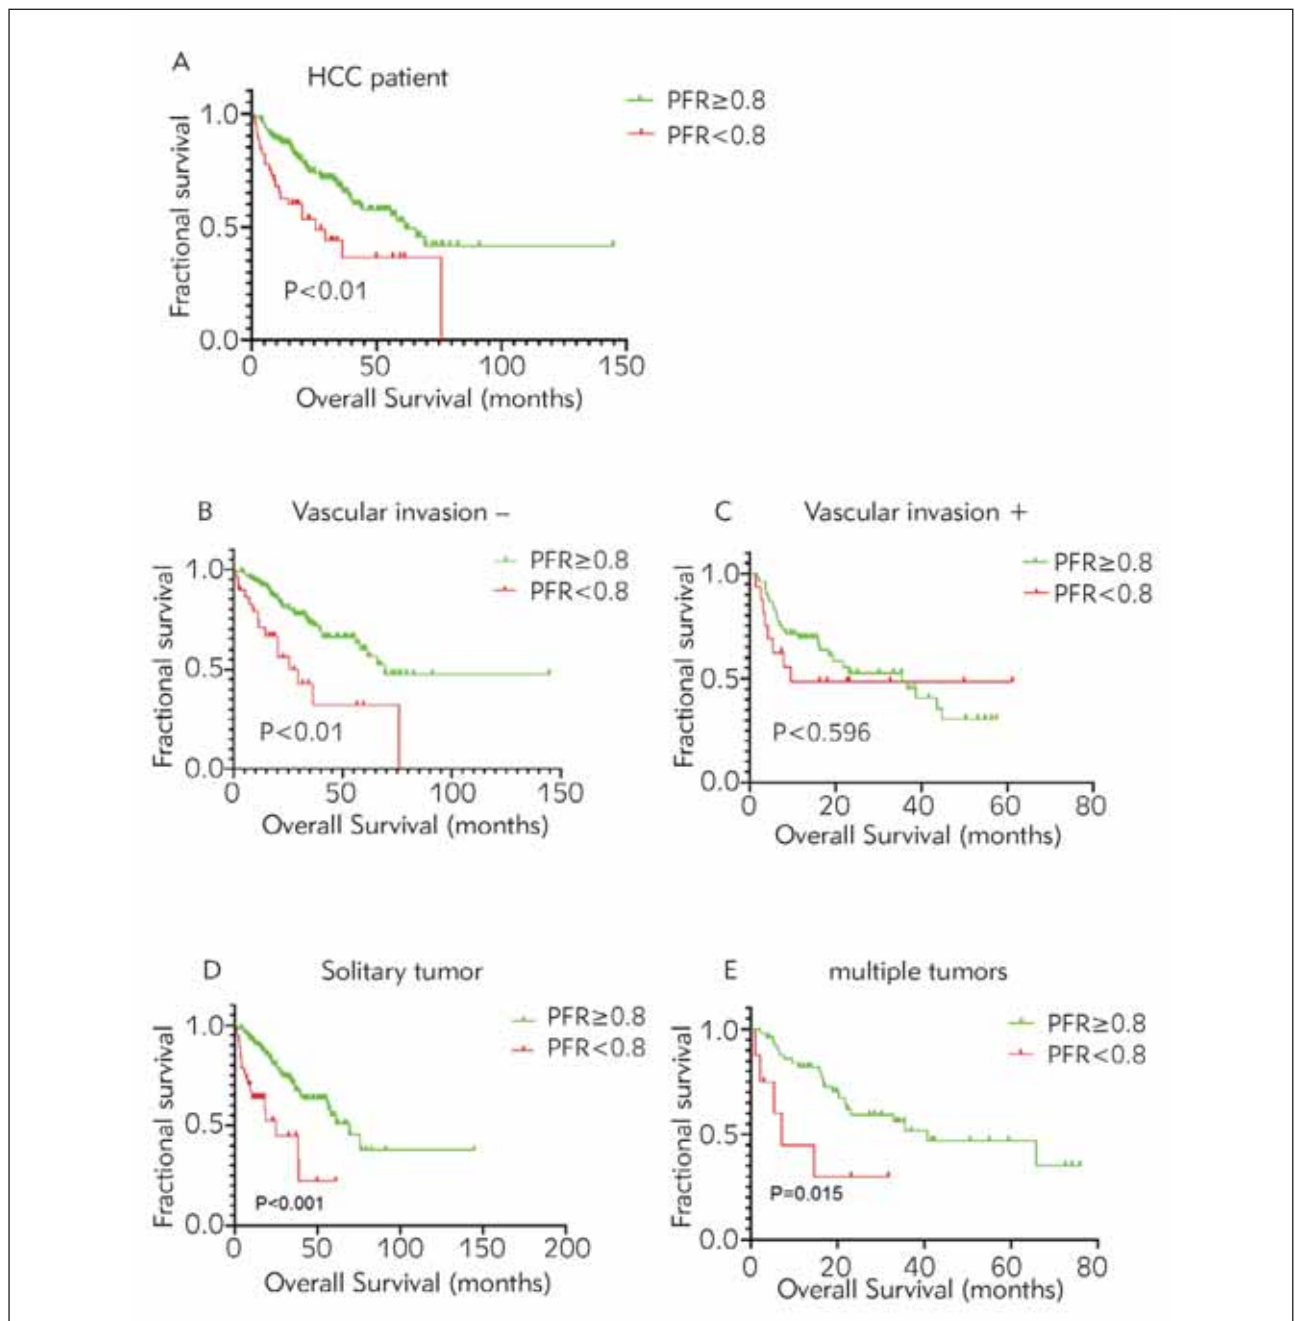 A
HCC patient
PFR≥0.8
PFR<0.8
Fractional survival
1.0
0.5
0.0
P<0.01
0 50 100 150
Overall Survival (months)
B
Vascular invasion –
PFR≥0.8
PFR<0.8
Fractional survival
1.0
0.5
0.0
P<0.01
0 50 100 150
Overall Survival (months)
C
Vascular invasion +
PFR≥0.8
PFR<0.8
Fractional survival
1.0
0.5
0.0
P<0.596
0 20 40 60 80
Overall Survival (months)
D
Solitary tumor
PFR≥0.8
PFR<0.8
Fractional survival
1.0
0.5
0.0
P<0.001
0 50 100 150 200
Overall Survival (months)
E
multiple tumors
PFR≥0.8
PFR<0.8
Fractional survival
1.0
0.5
0.0
P=0.015
0 20 40 60 80
Overall Survival (months)